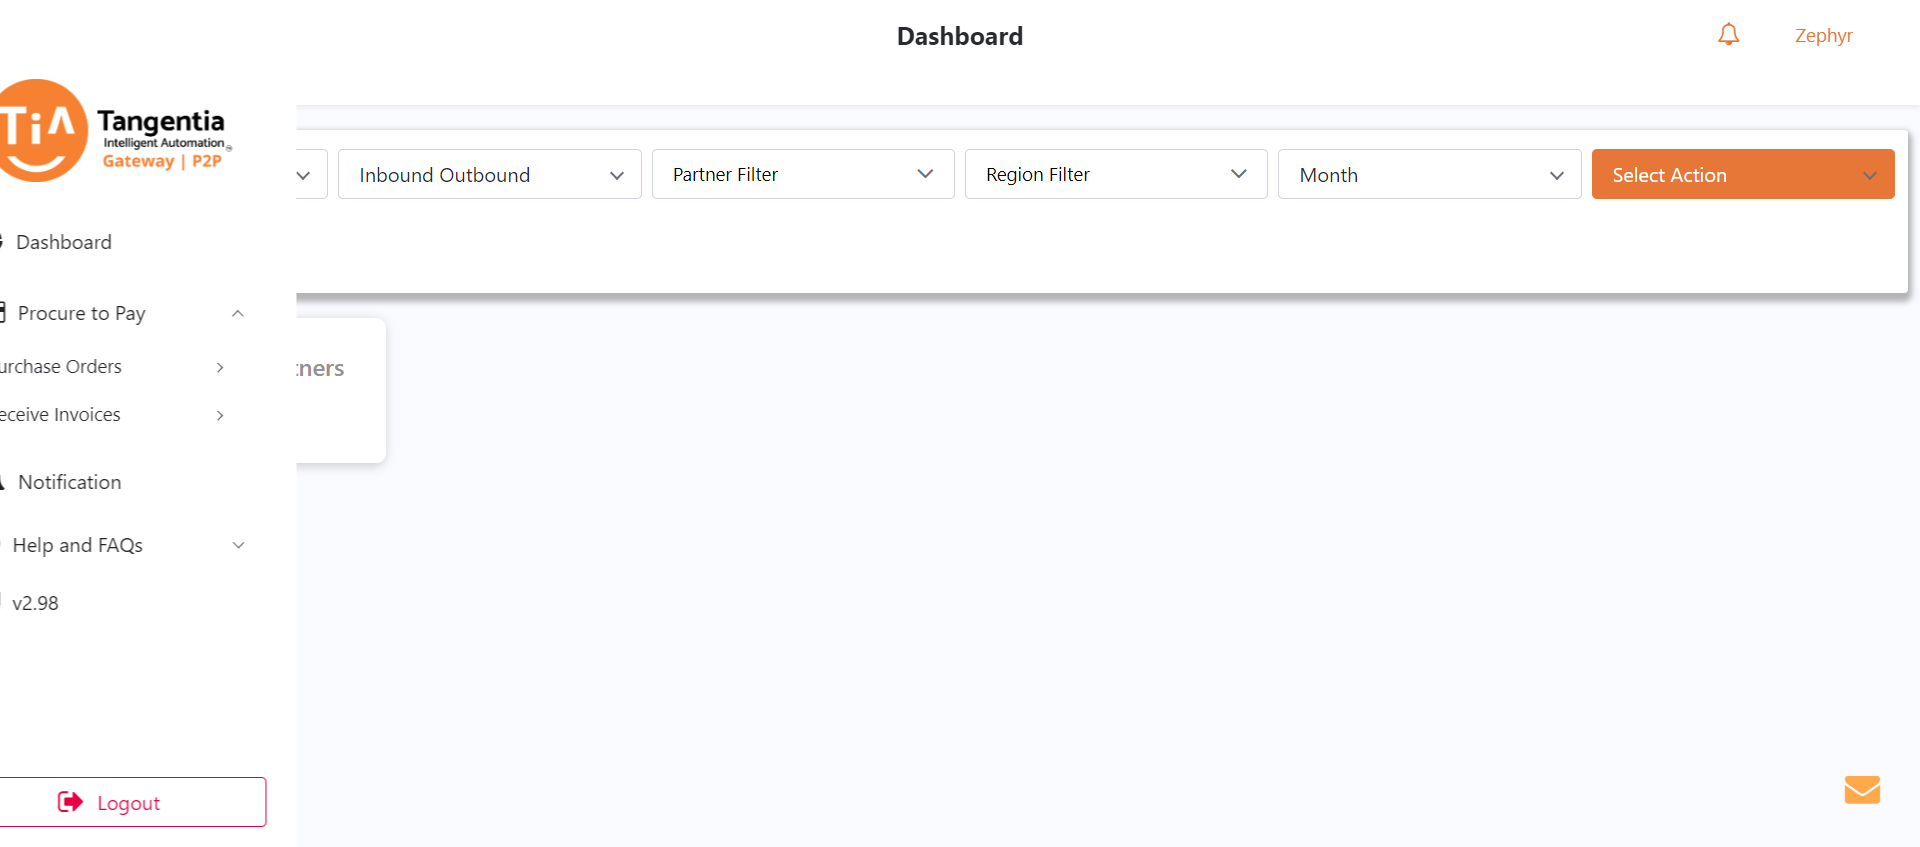 Dashboard
Zephyr
TiA
Tangentia
Intelligent Automation
Gateway | P2P
Inbound Outbound
Partner Filter
Region Filter
Month
Select Action
Dashboard
Procure to Pay
urchase Orders
tners
eceive Invoices
Notification
Help and FAQs
v2.98
Logout